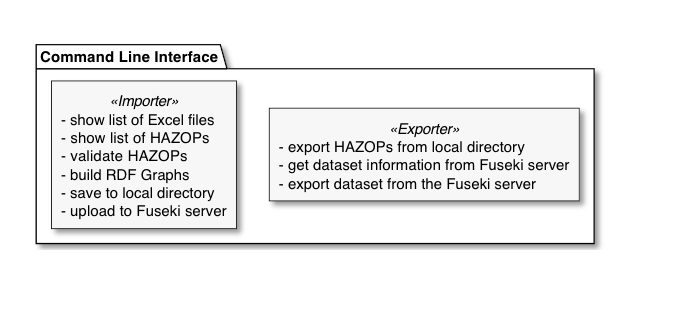 Command Line Interface
«Importer»
- show list of Excel files
- show list of HAZOPs
- validate HAZOPs
- build RDF Graphs
- save to local directory
- upload to Fuseki server
«Exporter»
- export HAZOPs from local directory
- get dataset information from Fuseki server
- export dataset from the Fuseki server